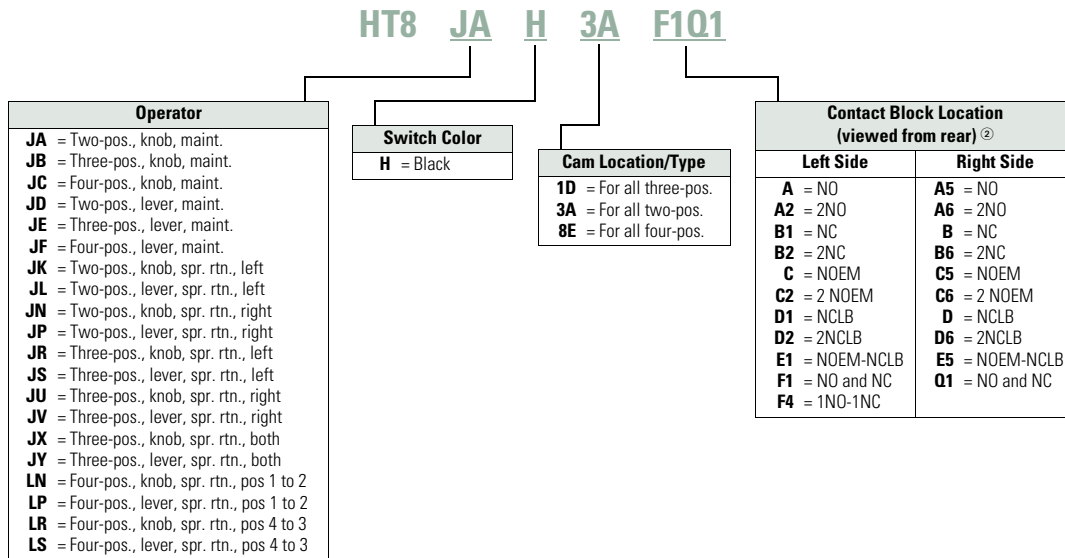 HT8 JA H 3A F1Q1
Operator
JA = Two-pos., knob, maint.
JB = Three-pos., knob, maint.
JC = Four-pos., knob, maint.
JD = Two-pos., lever, maint.
JE = Three-pos., lever, maint.
JF = Four-pos., lever, maint.
JK = Two-pos., knob, spr. rtn., left
JL = Two-pos., lever, spr. rtn., left
JN = Two-pos., knob, spr. rtn., right
JP = Two-pos., lever, spr. rtn., right
JR = Three-pos., knob, spr. rtn., left
JS = Three-pos., lever, spr. rtn., left
JU = Three-pos., knob, spr. rtn., right
JV = Three-pos., lever, spr. rtn., right
JX = Three-pos., knob, spr. rtn., both
JY = Three-pos., lever, spr. rtn., both
LN = Four-pos., knob, spr. rtn., pos 1 to 2
LP = Four-pos., lever, spr. rtn., pos 1 to 2
LR = Four-pos., knob, spr. rtn., pos 4 to 3
LS = Four-pos., lever, spr. rtn., pos 4 to 3
Switch Color
H = Black
Cam Location/Type
1D = For all three-pos.
3A = For all two-pos.
8E = For all four-pos.
Contact Block Location
(viewed from rear) ②
Left Side
A = NO
A2 = 2NO
B1 = NC
B2 = 2NC
C = NOEM
C2 = 2 NOEM
D1 = NCLB
D2 = 2NCLB
E1 = NOEM-NCLB
F1 = NO and NC
F4 = 1NO-1NC
Right Side
A5 = NO
A6 = 2NO
B = NC
B6 = 2NC
C5 = NOEM
C6 = 2 NOEM
D = NCLB
D6 = 2NCLB
E5 = NOEM-NCLB
Q1 = NO and NC